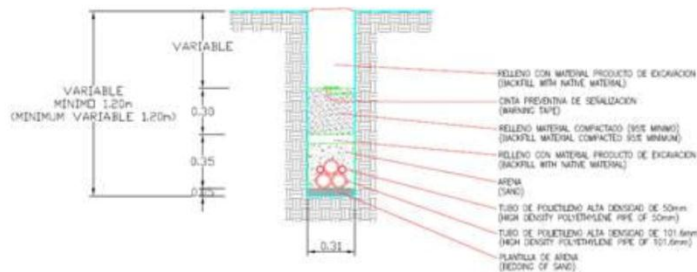 VARIABLE
VARIABLE
MINIMO 1.20m
(MINIMUM VARIABLE 1.20m)
0.30
0.35
0.05
0.31
RELLENO CON MATERIAL PRODUCTO DE EXCAVACION
(BACKFILL WITH NATIVE MATERIAL)
CINTA PREVENTIVA DE SEÑALIZACION
(WARNING TAPE)
RELLENO MATERIAL COMPACTADO (95% MINIMO)
(BACKFILL MATERIAL COMPACTED 95% MINIMUM)
RELLENO CON MATERIAL PRODUCTO DE EXCAVACION
(BACKFILL WITH NATIVE MATERIAL)
ARENA
(SAND)
TUBO DE POLIETILENO ALTA DENSIDAD DE 50mm
(HIGH DENSITY POLYETHYLENE PIPE OF 50mm)
TUBO DE POLIETILENO ALTA DENSIDAD DE 101.6mm
(HIGH DENSITY POLYETHYLENE PIPE OF 101.6mm)
PLANTILLA DE ARENA
(BEDDING OF SAND)